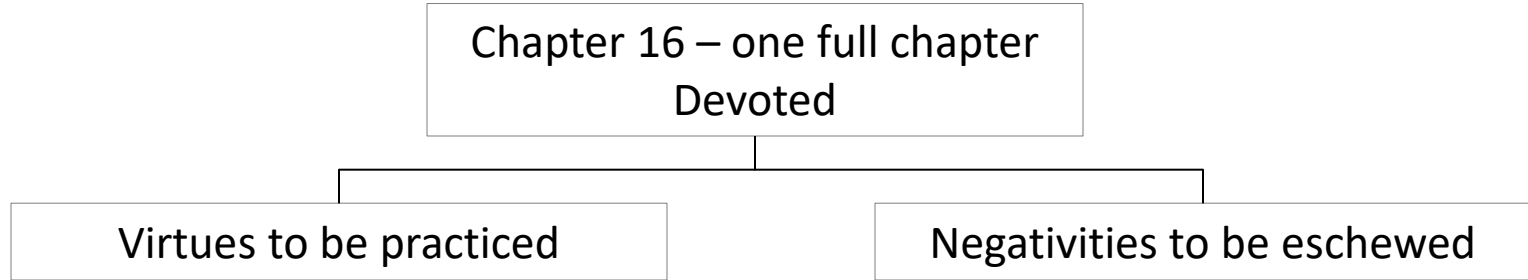 Chapter 16 – one full chapter
Devoted
Virtues to be practiced
Negativities to be eschewed